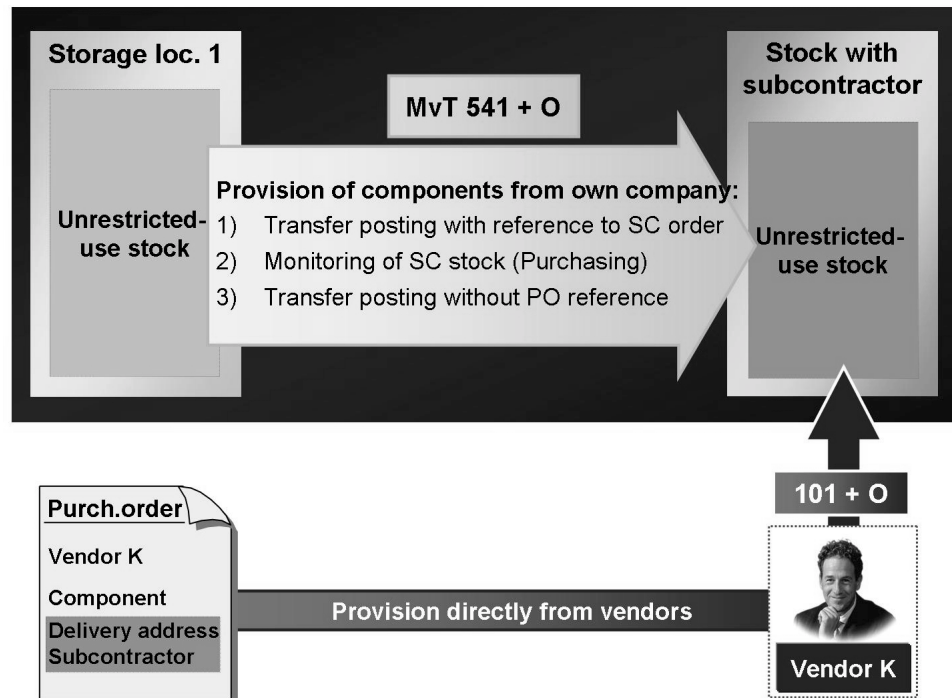 Storage loc. 1
Unrestricted-
use stock
MvT 541 + O
Provision of components from own company:
1) Transfer posting with reference to SC order
2) Monitoring of SC stock (Purchasing)
3) Transfer posting without PO reference
Stock with
subcontractor
Unrestricted-
use stock
101 + O
Purch.order
Vendor K
Component
Delivery address
Subcontractor
Provision directly from vendors
Vendor K